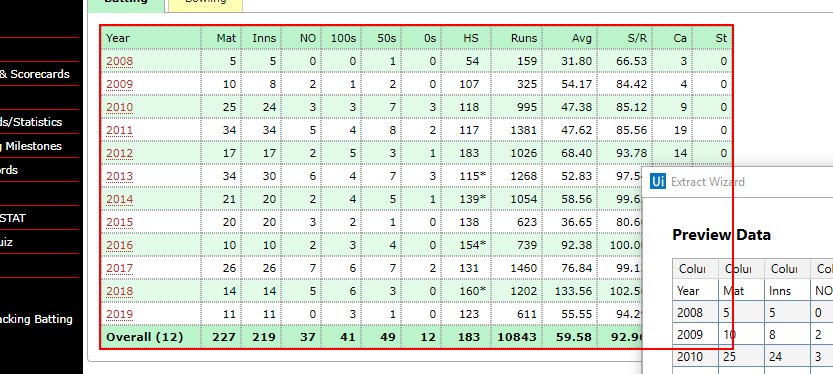 Batting Bowling
Year Mat Inns NO 100s 50s 0s HS Runs Avg S/R Ca St
2008 5 5 0 0 1 0 54 159 31.80 66.53 3 0
& Scorecards
2009 10 8 2 1 2 0 107 325 54.17 84.42 4 0
2010 25 24 3 3 7 3 118 995 47.38 85.12 9 0
ds/Statistics
2011 34 34 5 4 8 2 117 1381 47.62 85.56 19 0
g Milestones
2012 17 17 2 5 3 1 183 1026 68.40 93.78 14 0
rds
2013 34 30 6 4 7 3 115* 1268 52.83 97.5
Ui Extract Wizard
2014 21 20 2 4 5 1 139* 1054 58.56 99.6
STAT
2015 20 20 3 2 1 0 138 623 36.65 80.6
uiz
2016 10 10 2 3 4 0 154* 739 92.38 100.0
Preview Data
2017 26 26 7 6 7 2 131 1460 76.84 99.1
Colur Colur Colur Colu
2018 14 14 5 6 3 0 160* 1202 133.56 102.5
Year Mat Inns NO
2019 11 11 0 3 1 0 123 611 55.55 94.2
2008 5 5 0
acking Batting
Overall (12) 227 219 37 41 49 12 183 10843 59.58 92.9
2009 10 8 2
2010 25 24 3